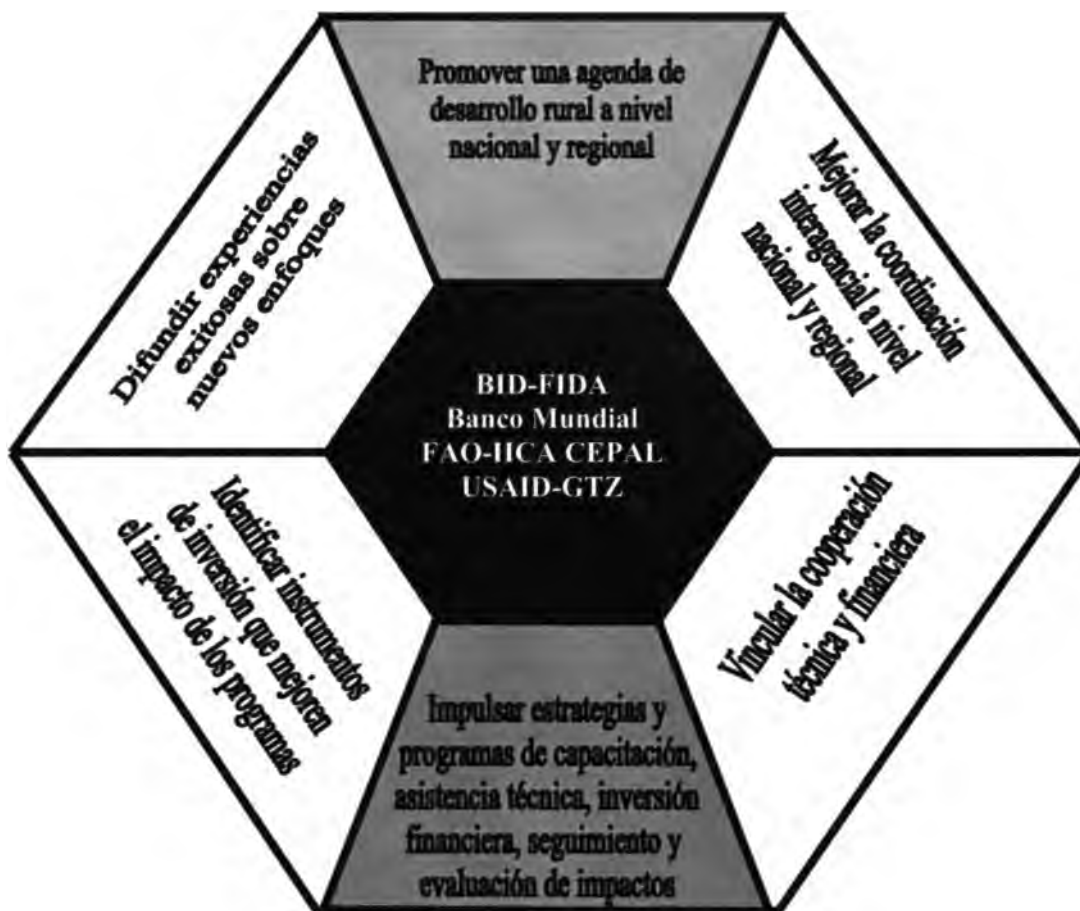 Promover una agenda de
desarrollo rural a nivel
nacional y regional
Mejorar la coordinación
interagencial a nivel
nacional y regional
Vincular la cooperación
técnica y financiera
Impulsar estrategias y
programas de capacitación,
asistencia técnica, inversión
financiera, seguimiento y
evaluación de impactos
Identificar instrumentos
de inversión que mejoren
el impacto de los programas
Difundir experiencias
exitosas sobre
nuevos enfoques
BID-FIDA
Banco Mundial
FAO-IICA CEPAL
USAID-GTZ